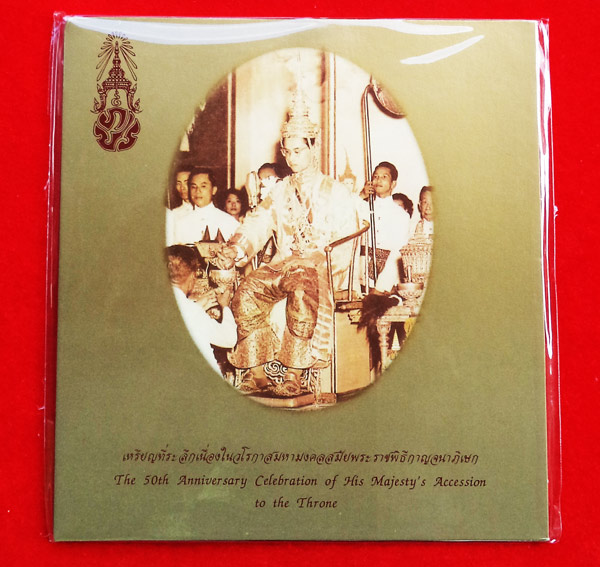 เหรียญที่ระลึกเนื่องในวโรกาสมหามงคลสมัยพระราชพิธีกาญจนาภิเษก
The 50th Anniversary Celebration of His Majesty's Accession
to the Throne